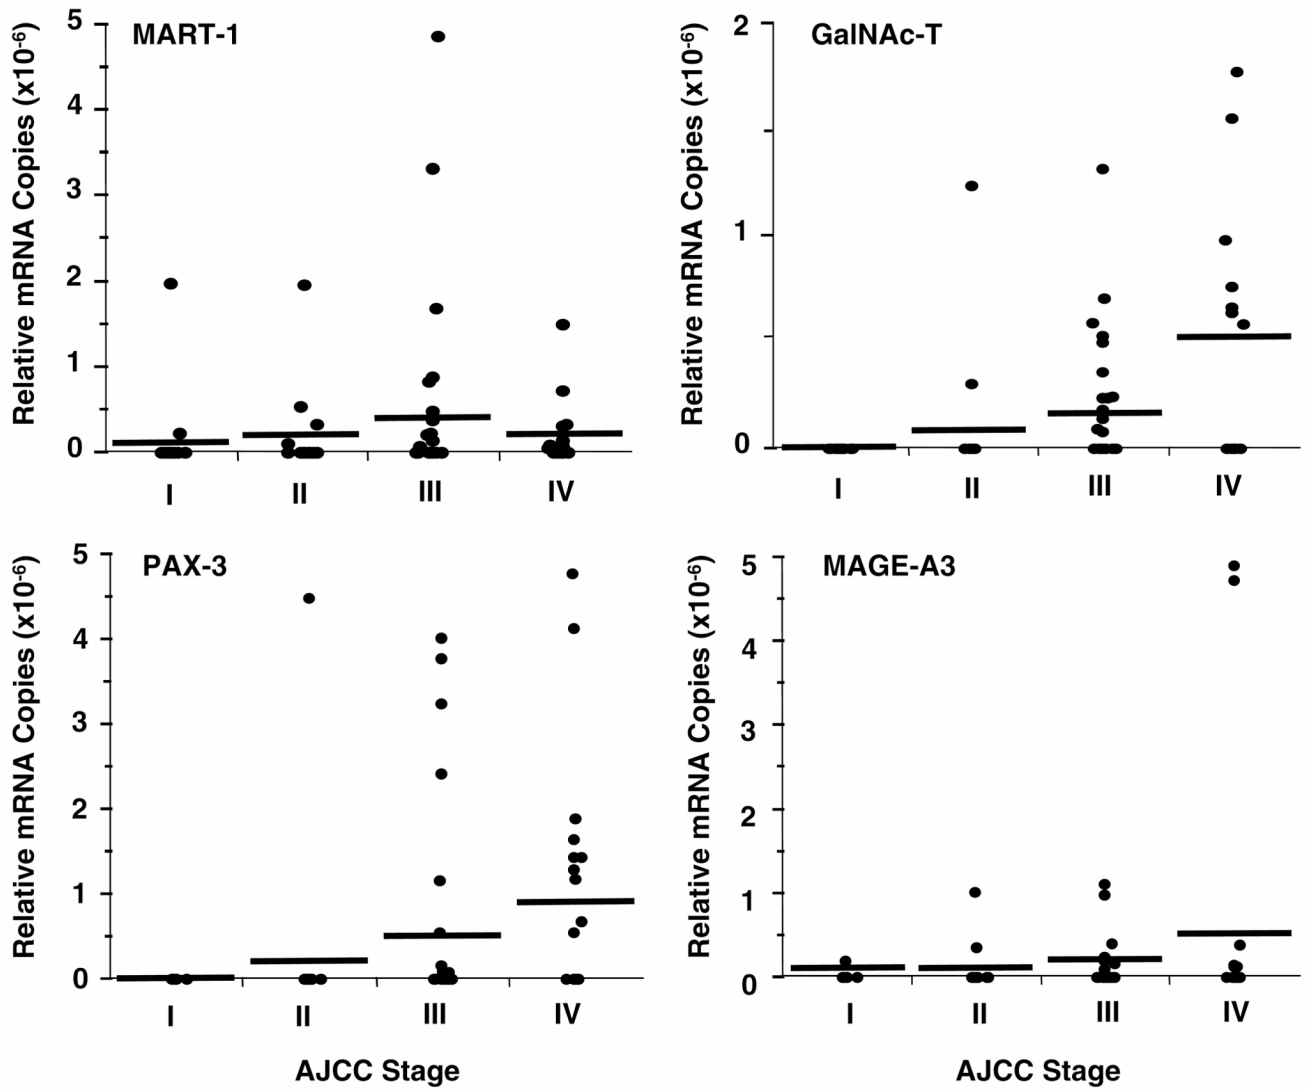 MART-1
Relative mRNA Copies (x10-6)
5
4
3
2
1
0
I II III IV
GalNAc-T
Relative mRNA Copies (x10-6)
2
1
0
I II III IV
PAX-3
Relative mRNA Copies (x10-6)
5
4
3
2
1
0
I II III IV
AJCC Stage
MAGE-A3
Relative mRNA Copies (x10-6)
5
4
3
2
1
0
I II III IV
AJCC Stage